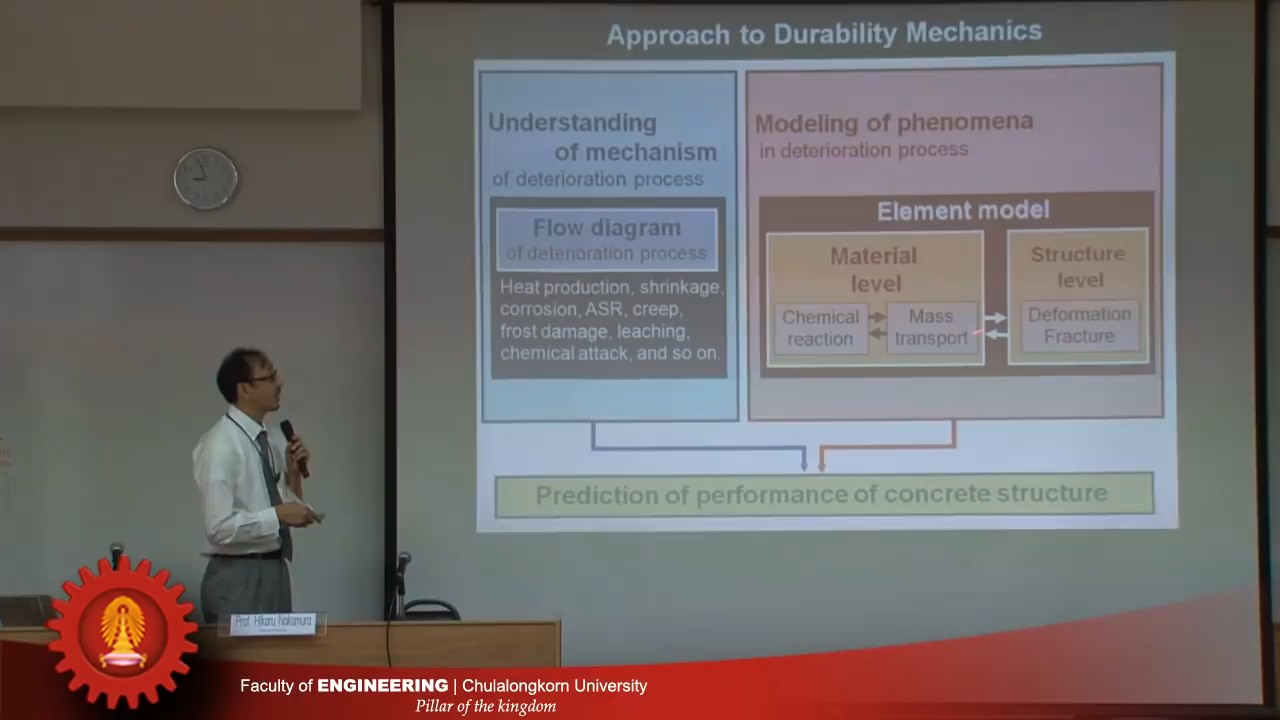 Approach to Durability Mechanics
Understanding
of mechanism
of deterioration process
Flow diagram
of deterioration process
Heat production, shrinkage,
corrosion, ASR, creep,
frost damage, leaching,
chemical attack, and so on.
Modeling of phenomena
in deterioration process
Element model
Material
level
Chemical
reaction
Mass
transport
Structure
level
Deformation
Fracture
Prediction of performance of concrete structure
Prof. Hikaru Nakamura
Faculty of ENGINEERING | Chulalongkorn University
Pillar of the kingdom